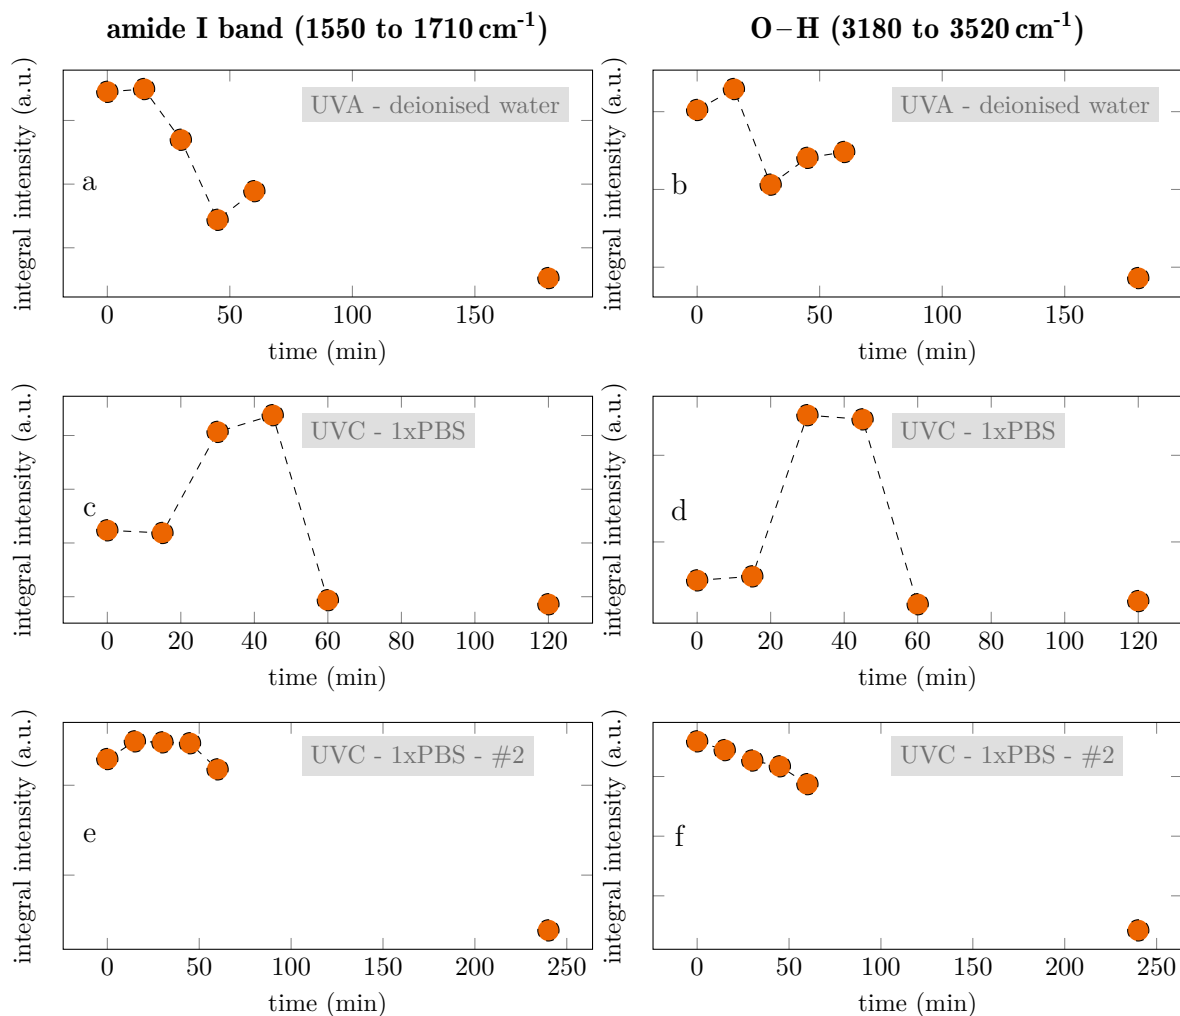 amide I band (1550 to 1710 cm⁻¹)
O–H (3180 to 3520 cm⁻¹)
integral intensity (a.u.)
UVA - deionised water
a
0 50 100 150
time (min)
integral intensity (a.u.)
UVA - deionised water
b
0 50 100 150
time (min)
integral intensity (a.u.)
UVC - 1xPBS
c
0 20 40 60 80 100 120
time (min)
integral intensity (a.u.)
UVC - 1xPBS
d
0 20 40 60 80 100 120
time (min)
integral intensity (a.u.)
UVC - 1xPBS - #2
e
0 50 100 150 200 250
time (min)
integral intensity (a.u.)
UVC - 1xPBS - #2
f
0 50 100 150 200 250
time (min)